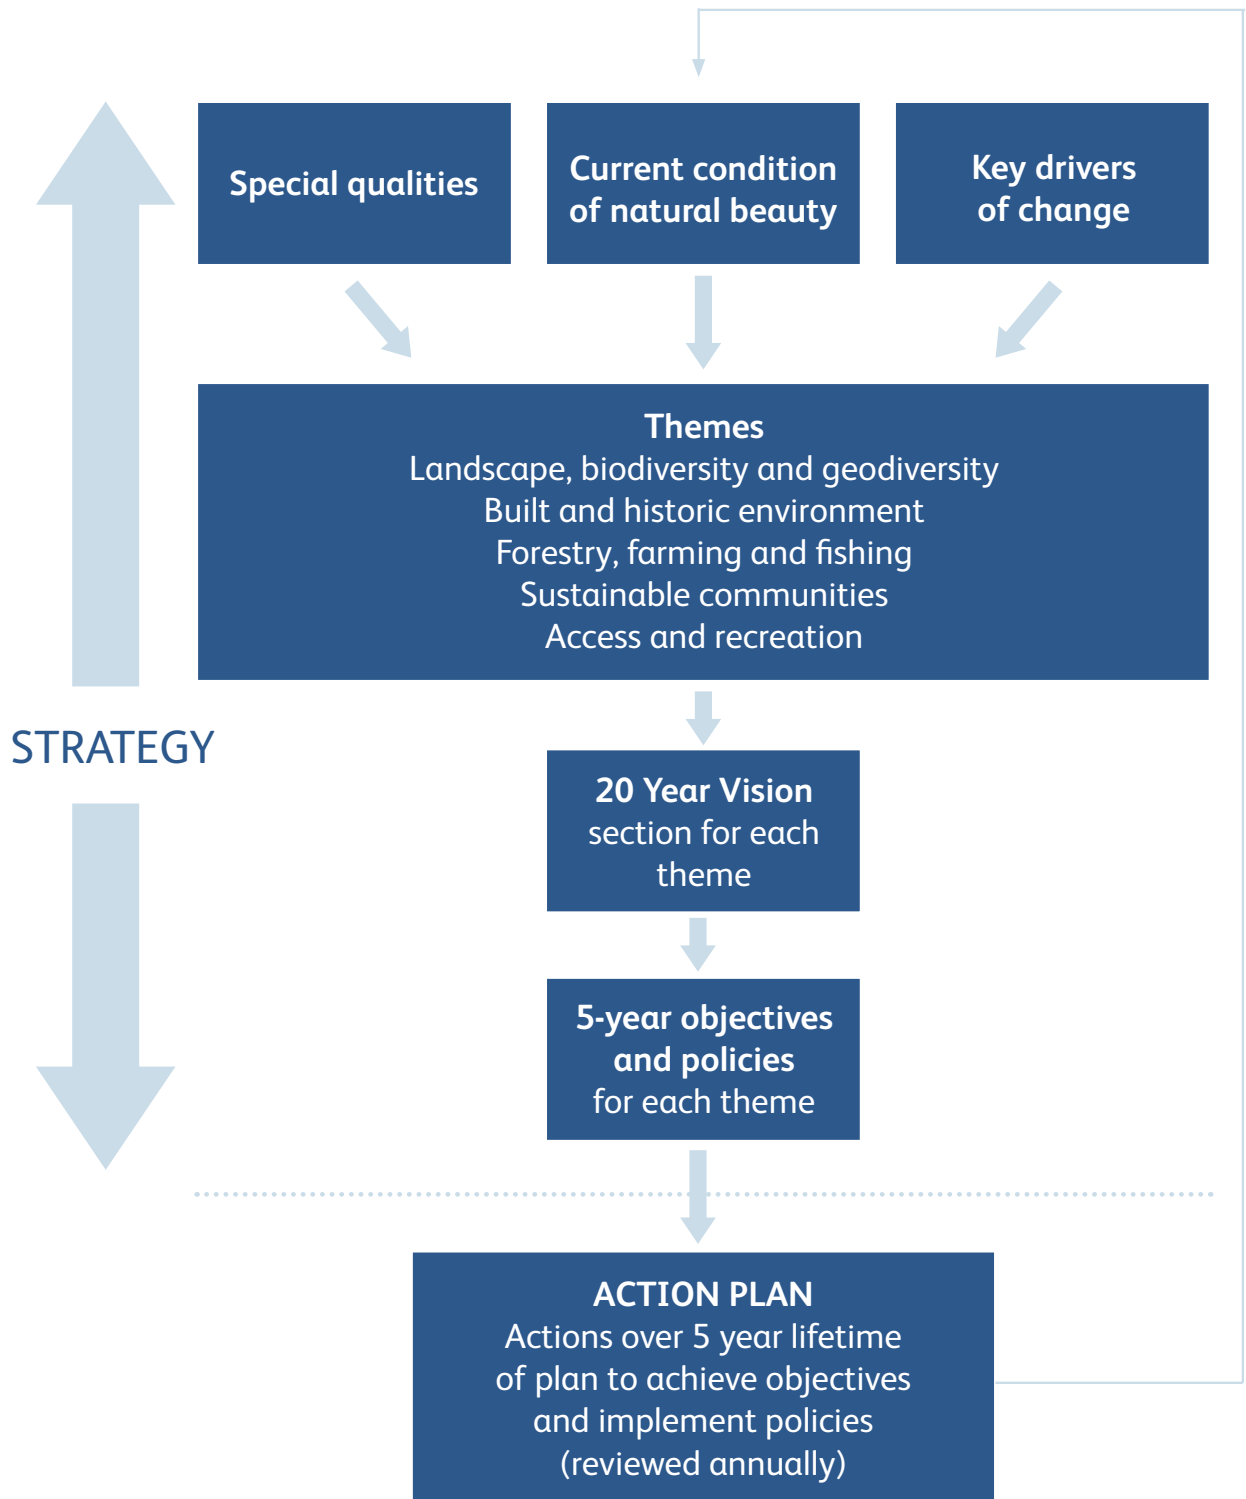 Special qualities
Current condition
of natural beauty
Key drivers
of change
Themes
Landscape, biodiversity and geodiversity
Built and historic environment
Forestry, farming and fishing
Sustainable communities
Access and recreation
STRATEGY
20 Year Vision
section for each
theme
5-year objectives
and policies
for each theme
ACTION PLAN
Actions over 5 year lifetime
of plan to achieve objectives
and implement policies
(reviewed annually)